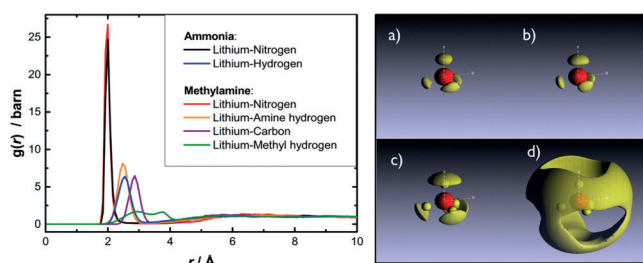 g(r) / barn
25
20
15
10
5
0
0
2
4
6
8
10
r / Å
Ammonia:
Lithium-Nitrogen
Lithium-Hydrogen
Methylamine:
Lithium-Nitrogen
Lithium-Amine hydrogen
Lithium-Carbon
Lithium-Methyl hydrogen
a)
b)
c)
d)